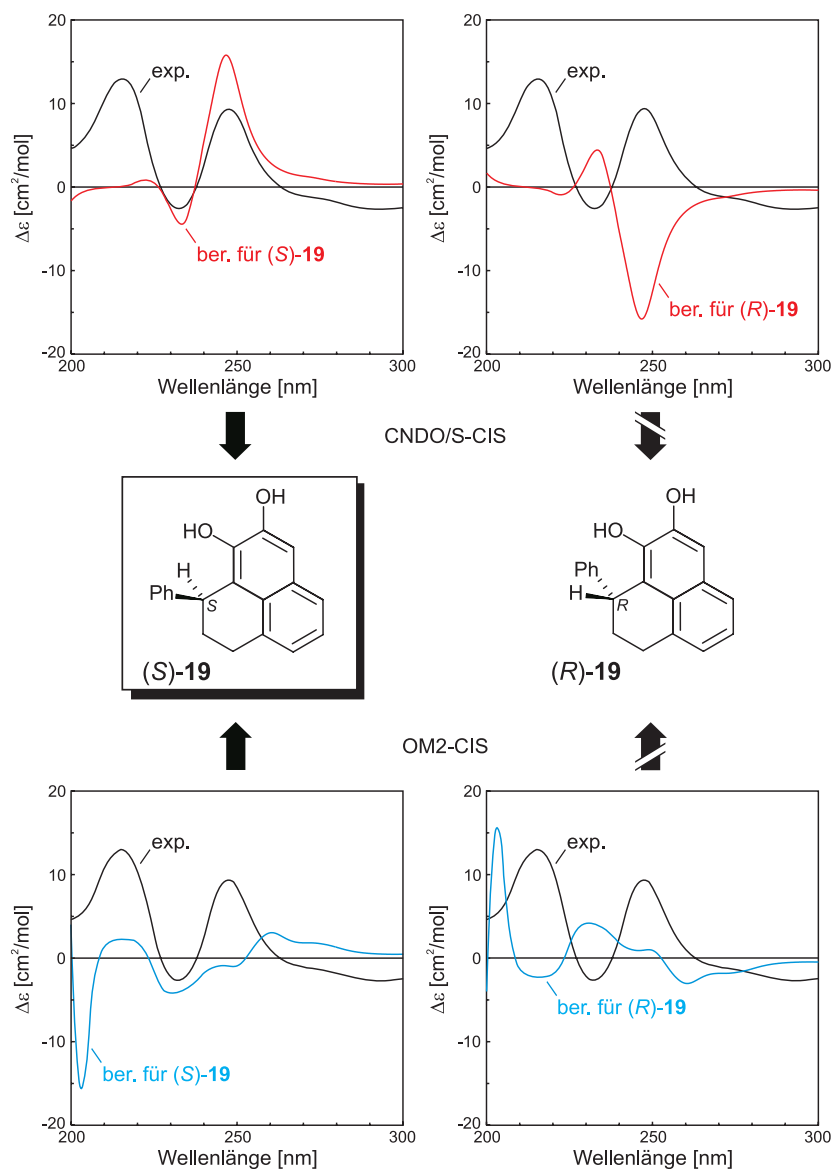 20
10
0
-10
-20
Δε [cm²/mol]
exp.
ber. für (S)-19
200
250
300
Wellenlänge [nm]
20
10
0
-10
-20
Δε [cm²/mol]
exp.
ber. für (R)-19
200
250
300
Wellenlänge [nm]
CNDO/S-CIS
OH
HO
H
Ph
S
(S)-19
OH
HO
Ph
H
R
(R)-19
OM2-CIS
20
10
0
-10
-20
Δε [cm²/mol]
exp.
ber. für (S)-19
200
250
300
Wellenlänge [nm]
20
10
0
-10
-20
Δε [cm²/mol]
exp.
ber. für (R)-19
200
250
300
Wellenlänge [nm]